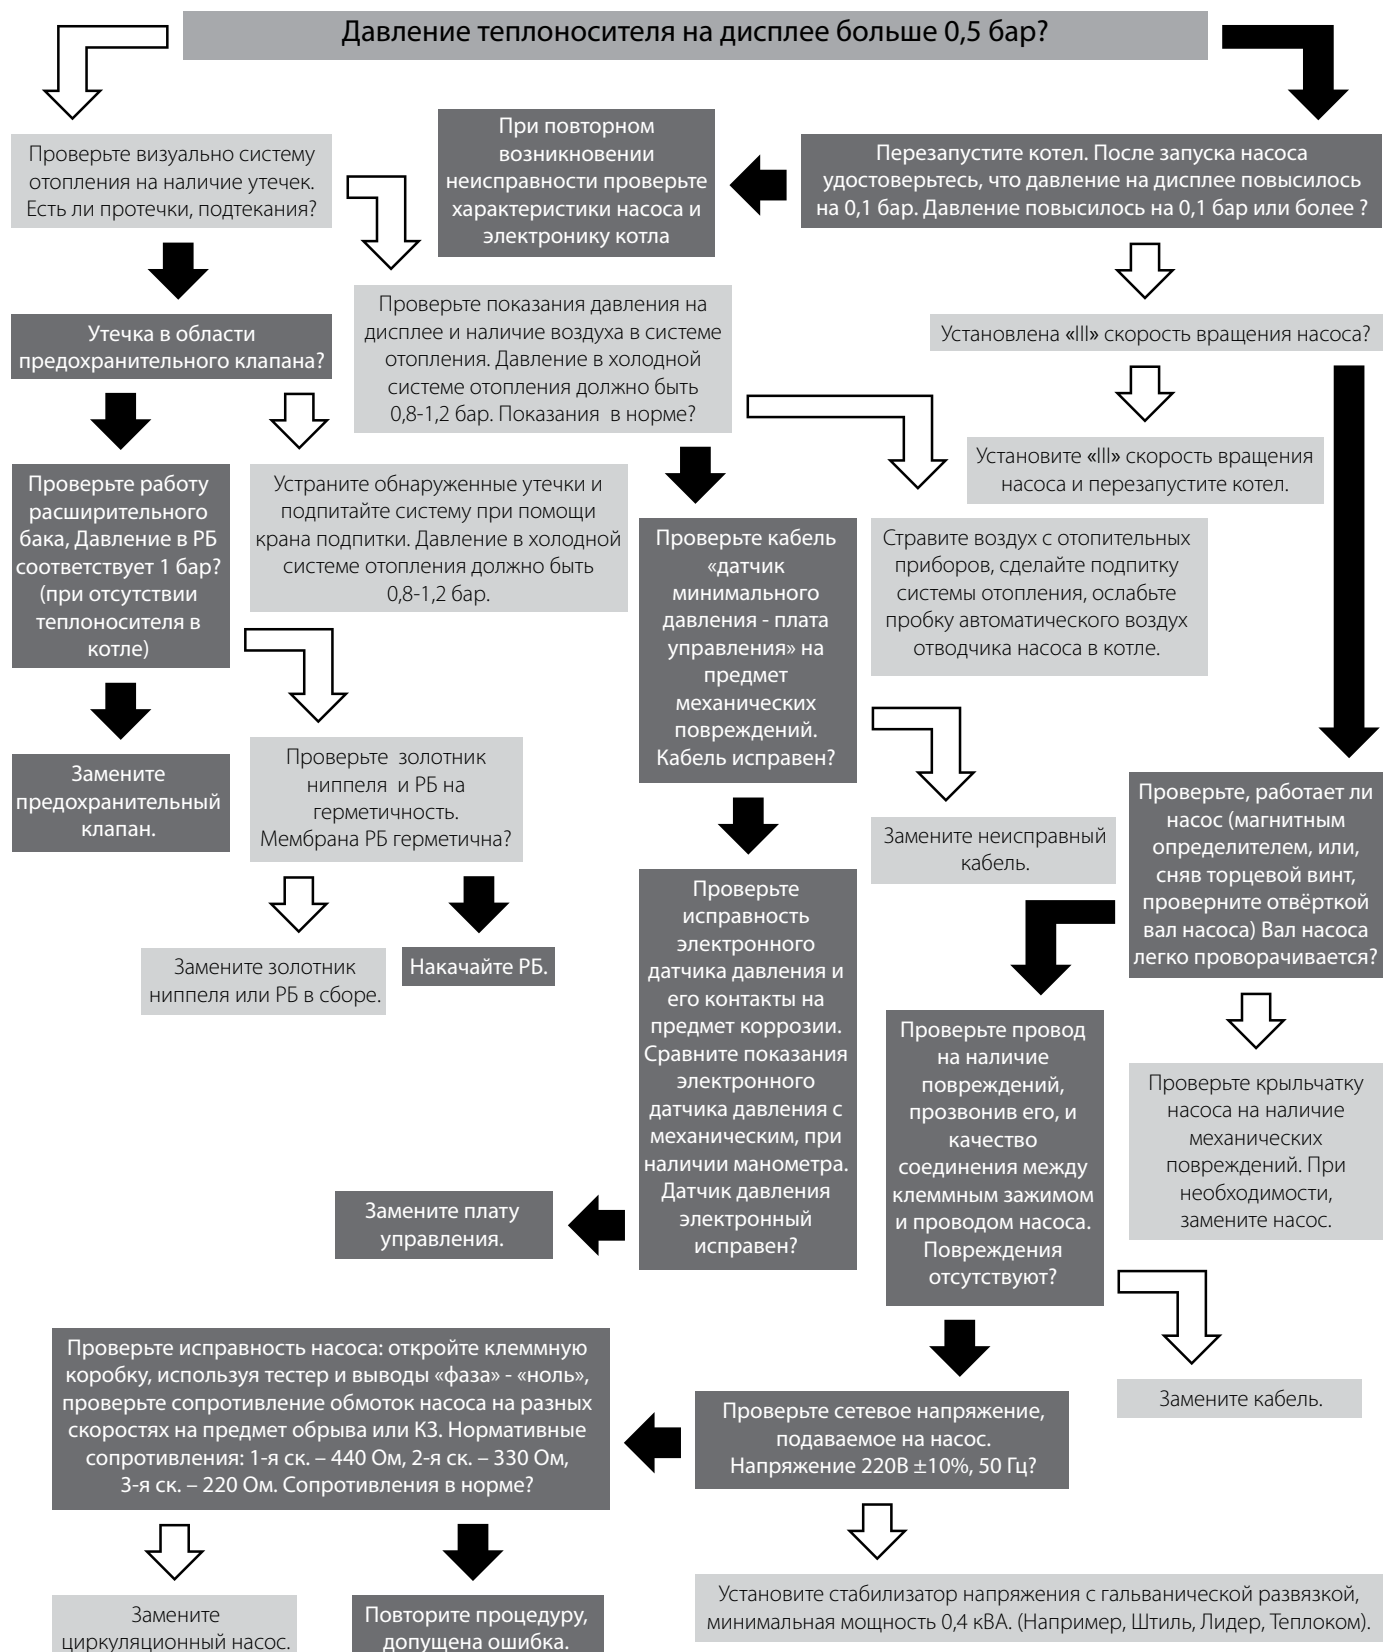 Давление теплоносителя на дисплее больше 0,5 бар?
Проверьте визуально систему
отопления на наличие утечек.
Есть ли протечки, подтекания?
При повторном
возникновении
неисправности проверьте
характеристики насоса и
электронику котла
Перезапустите котел. После запуска насоса
удостоверьтесь, что давление на дисплее повысилось
на 0,1 бар. Давление повысилось на 0,1 бар или более ?
Утечка в области
предохранительного клапана?
Проверьте показания давления на
дисплее и наличие воздуха в системе
отопления. Давление в холодной
системе отопления должно быть
0,8-1,2 бар. Показания в норме?
Установлена «III» скорость вращения насоса?
Проверьте работу
расширительного
бака, Давление в РБ
соответствует 1 бар?
(при отсутствии
теплоносителя в
котле)
Устраните обнаруженные утечки и
подпитайте систему при помощи
крана подпитки. Давление в холодной
системе отопления должно быть
0,8-1,2 бар.
Установите «III» скорость вращения
насоса и перезапустите котел.
Проверьте кабель
«датчик
минимального
давления - плата
управления» на
предмет
механических
повреждений.
Кабель исправен?
Стравите воздух с отопительных
приборов, сделайте подпитку
системы отопления, ослабьте
пробку автоматического воздух
отводчика насоса в котле.
Замените
предохранительный
клапан.
Проверьте золотник
ниппеля и РБ на
герметичность.
Мембрана РБ герметична?
Замените неисправный
кабель.
Проверьте, работает ли
насос (магнитным
определителем, или,
сняв торцевой винт,
проверните отвёрткой
вал насоса) Вал насоса
легко проворачивается?
Замените золотник
ниппеля или РБ в сборе.
Накачайте РБ.
Проверьте
исправность
электронного
датчика давления и
его контакты на
предмет коррозии.
Сравните показания
электронного
датчика давления с
механическим, при
наличии манометра.
Датчик давления
электронный
исправен?
Проверьте провод
на наличие
повреждений,
прозвонив его, и
качество
соединения между
клеммным зажимом
и проводом насоса.
Повреждения
отсутствуют?
Проверьте крыльчатку
насоса на наличие
механических
повреждений. При
необходимости,
замените насос.
Замените плату
управления.
Проверьте исправность насоса: откройте клеммную
коробку, используя тестер и выводы «фаза» - «ноль»,
проверьте сопротивление обмоток насоса на разных
скоростях на предмет обрыва или КЗ. Нормативные
сопротивления: 1-я ск. – 440 Ом, 2-я ск. – 330 Ом,
3-я ск. – 220 Ом. Сопротивления в норме?
Проверьте сетевое напряжение,
подаваемое на насос.
Напряжение 220В ±10%, 50 Гц?
Замените кабель.
Замените
циркуляционный насос.
Повторите процедуру,
допущена ошибка.
Установите стабилизатор напряжения с гальванической развязкой,
минимальная мощность 0,4 кВА. (Например, Штиль, Лидер, Теплоком).